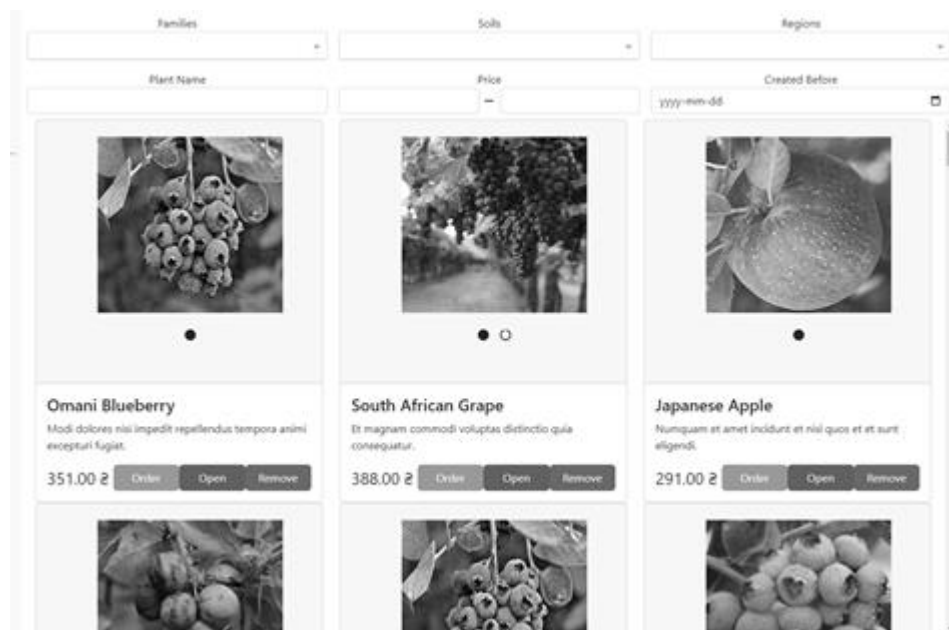 Families Soils Regions
Plant Name Price Created Before
– yyyy-mm-dd
Omani Blueberry South African Grape Japanese Apple
Modi dolores nisi impedit repellendus tempora animi Et magnam commodi voluptas distinctio quia Numquam et amet incidunt et nisi quos et et sunt
excepturi fugiat. consequatur. eligendi.
351.00 ₴ Order Open Remove 388.00 ₴ Order Open Remove 291.00 ₴ Order Open Remove